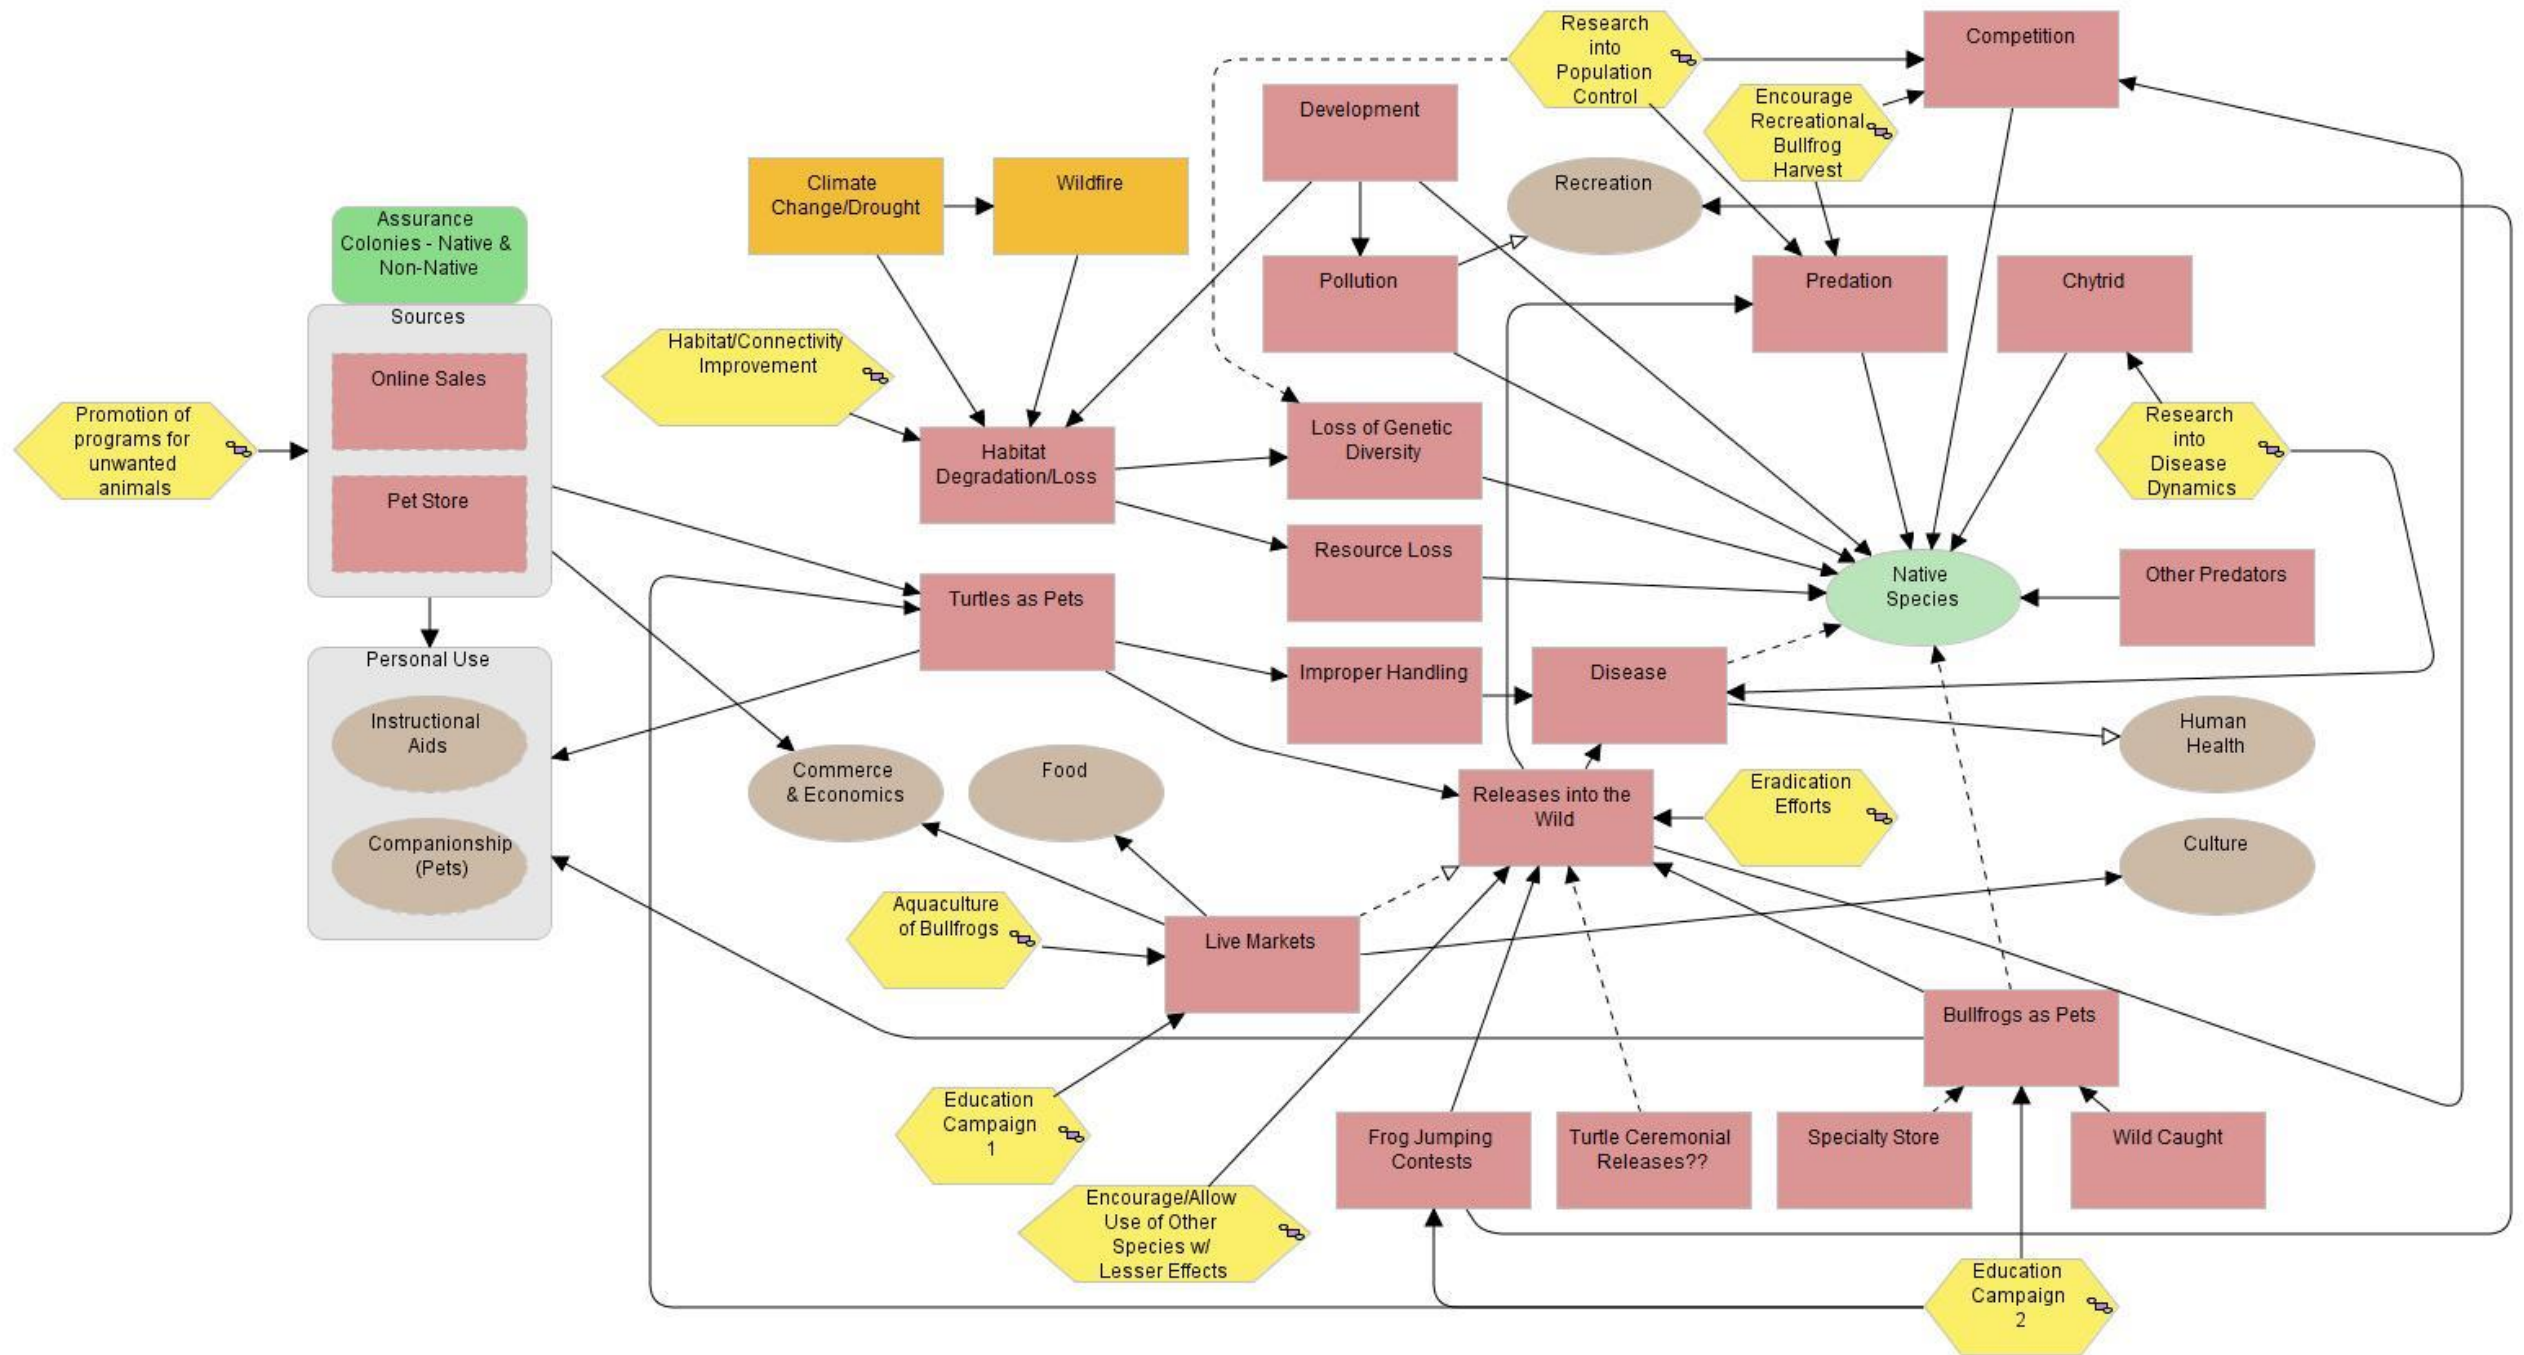 Research
into
Population
Control
Competition
Encourage
Recreational
Bullfrog
Harvest
Development
Recreation
Climate
Change/Drought
Wildfire
Assurance
Colonies - Native &
Non-Native
Sources
Online Sales
Pet Store
Promotion of
programs for
unwanted
animals
Habitat/Connectivity
Improvement
Pollution
Predation
Chytrid
Habitat
Degradation/Loss
Loss of Genetic
Diversity
Research
into
Disease
Dynamics
Resource Loss
Native
Species
Other Predators
Turtles as Pets
Improper Handling
Disease
Personal Use
Instructional
Aids
Companionship
(Pets)
Human
Health
Commerce
& Economics
Food
Releases into the
Wild
Eradication
Efforts
Culture
Aquaculture
of Bullfrogs
Live Markets
Bullfrogs as Pets
Education
Campaign
1
Frog Jumping
Contests
Turtle Ceremonial
Releases??
Specialty Store
Wild Caught
Encourage/Allow
Use of Other
Species w/
Lesser Effects
Education
Campaign
2